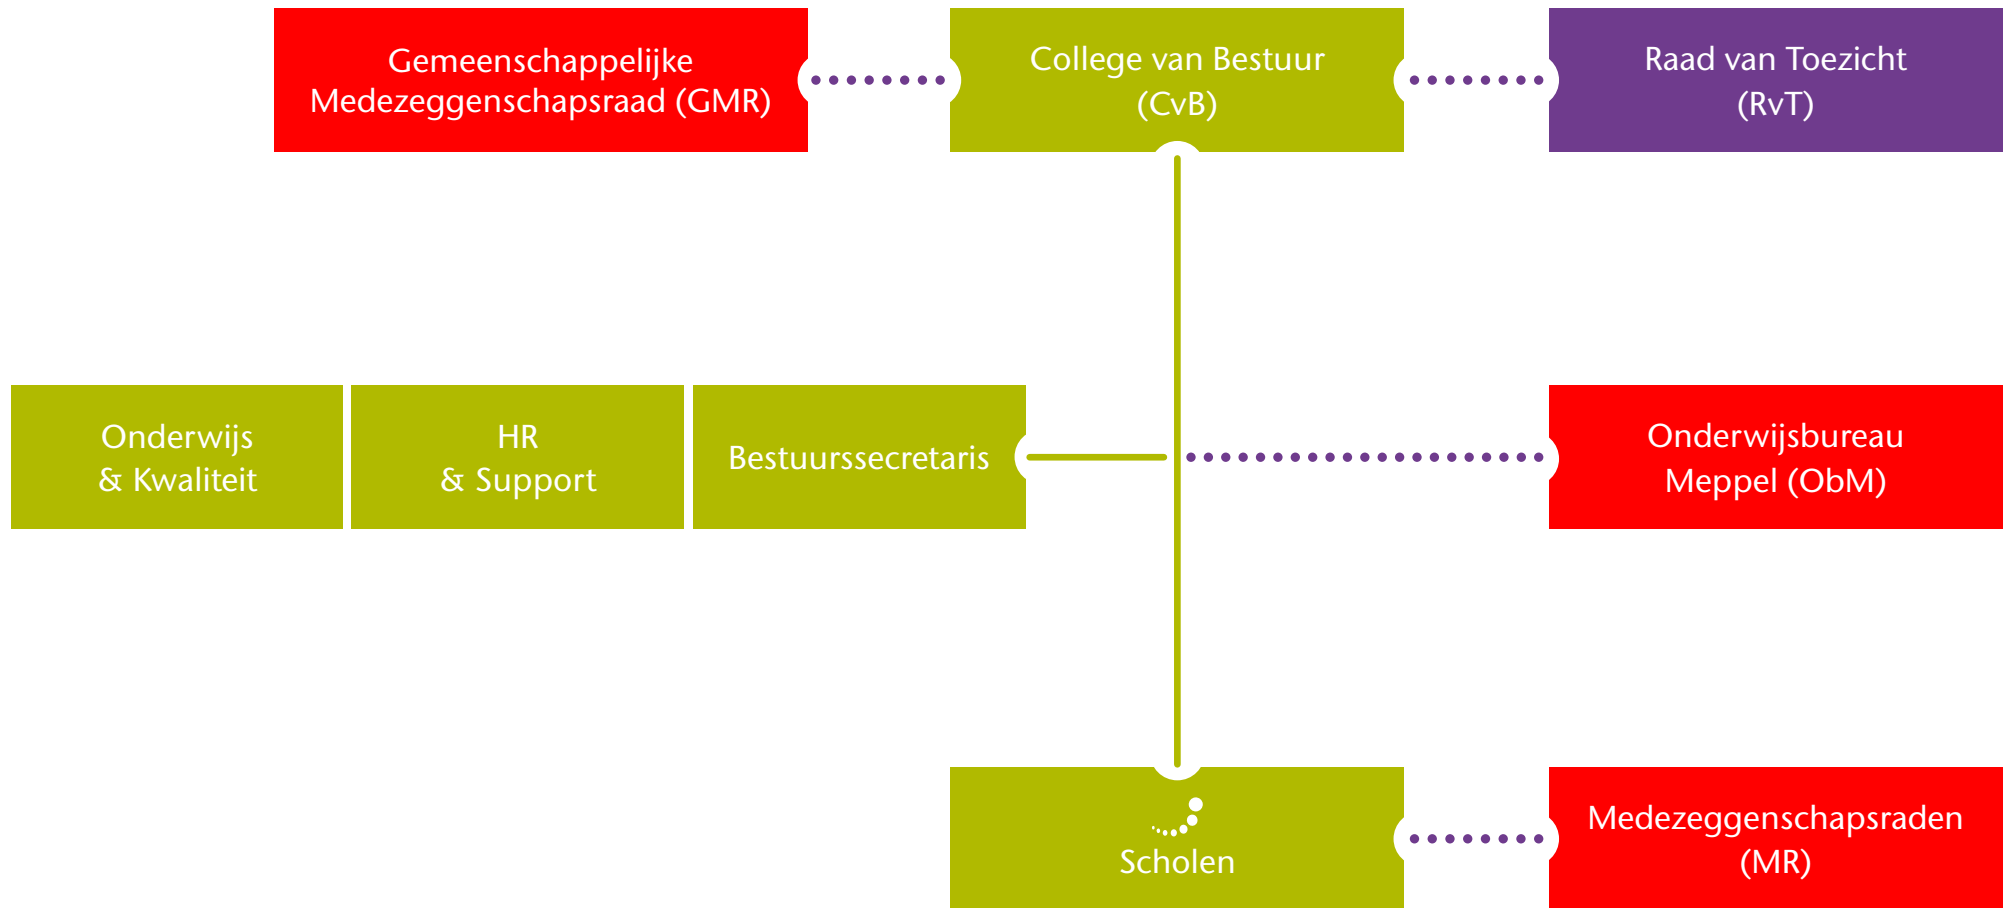 Gemeenschappelijke
Medezeggenschapsraad (GMR)
College van Bestuur
(CvB)
Raad van Toezicht
(RvT)
Onderwijs
& Kwaliteit
HR
& Support
Bestuurssecretaris
Onderwijsbureau
Meppel (ObM)
Scholen
Medezeggenschapsraden
(MR)